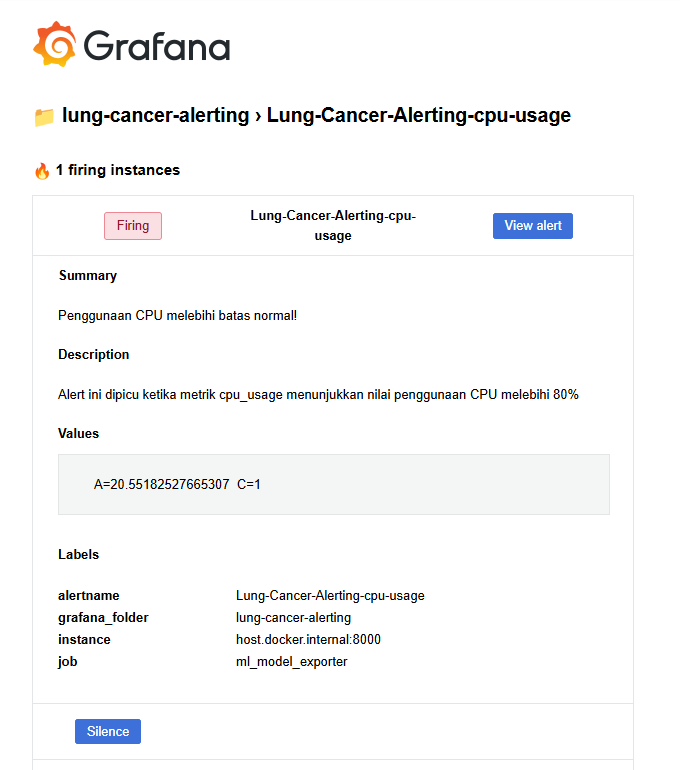 Grafana
lung-cancer-alerting › Lung-Cancer-Alerting-cpu-usage
1 firing instances
Firing
Lung-Cancer-Alerting-cpu-
usage
View alert
Summary
Penggunaan CPU melebihi batas normal!
Description
Alert ini dipicu ketika metrik cpu_usage menunjukkan nilai penggunaan CPU melebihi 80%
Values
A=20.55182527665307 C=1
Labels
alertname Lung-Cancer-Alerting-cpu-usage
grafana_folder lung-cancer-alerting
instance host.docker.internal:8000
job ml_model_exporter
Silence